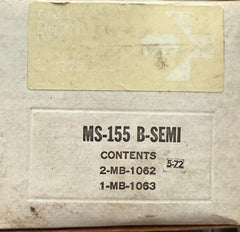 MS-155 B-SEMI
CONTENTS
2-MB-1062
5-72
1-MB-1063